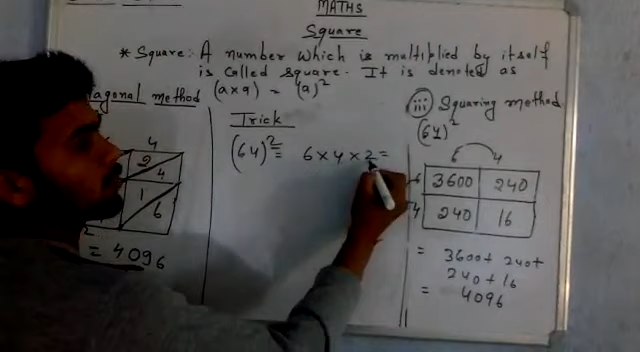 MATHS
Square
* Square: A number which is multiplied by itself
is called square. It is denoted as
(a×a) = (a)²
agonal method
4
2
4
1
6
2
= 4096
Trick
(64)² = 6 × 4 × 2 =
(iii) Squaring method
(64)²
6 4
6 3600 240
4 240 16
= 3600 + 240 +
240 + 16
= 4096